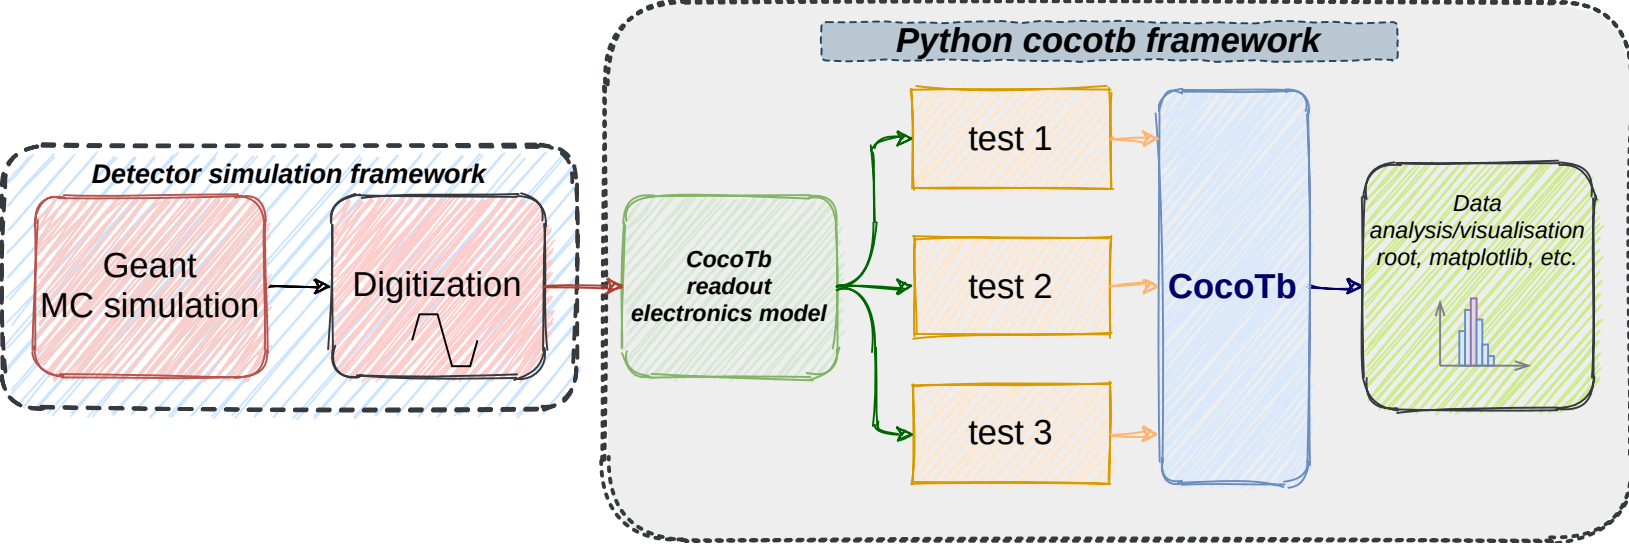 Python cocotb framework
Detector simulation framework
Geant
MC simulation
Digitization
CocoTb
readout
electronics model
test 1
test 2
test 3
CocoTb
Data
analysis/visualisation
root, matplotlib, etc.